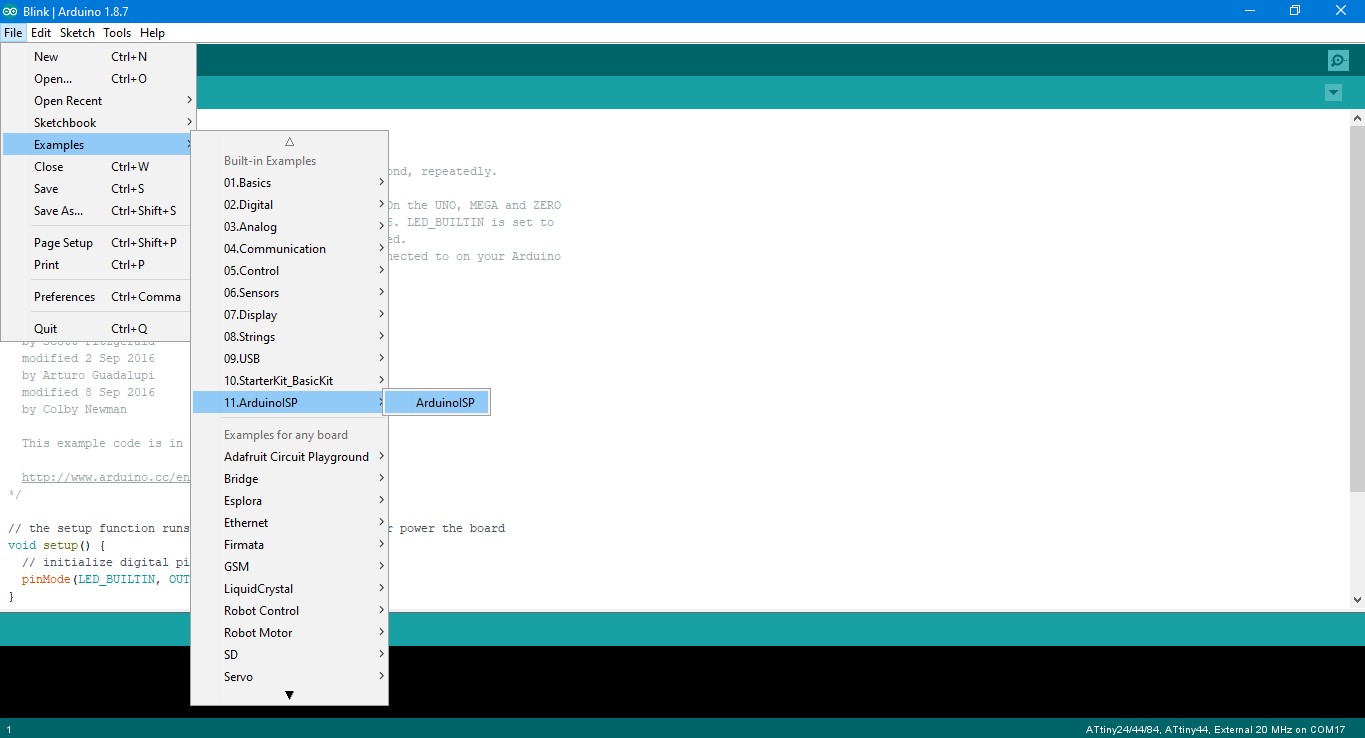 Blink | Arduino 1.8.7
File Edit Sketch Tools Help
New Ctrl+N
Open... Ctrl+O
Open Recent
Sketchbook
Examples
Close Ctrl+W
Save Ctrl+S
Save As... Ctrl+Shift+S
Page Setup Ctrl+Shift+P
Print Ctrl+P
Preferences Ctrl+Comma
Quit Ctrl+Q
Built-in Examples
01.Basics
02.Digital
03.Analog
04.Communication
05.Control
06.Sensors
07.Display
08.Strings
09.USB
10.StarterKit_BasicKit
11.ArduinoISP
ArduinoISP
Examples for any board
Adafruit Circuit Playground
Bridge
Esplora
Ethernet
Firmata
GSM
LiquidCrystal
Robot Control
Robot Motor
SD
Servo
repeatedly.
On the UNO, MEGA and ZERO
LED_BUILTIN is set to
to on your Arduino
by Scott Fitzgerald
modified 2 Sep 2016
by Arturo Guadalupi
modified 8 Sep 2016
by Colby Newman
This example code is in
http://www.arduino.cc/en
*/
// the setup function runs power the board
void setup() {
// initialize digital pi
pinMode(LED_BUILTIN, OUT
}
1
ATtiny24/44/84, ATtiny44, External 20 MHz on COM17